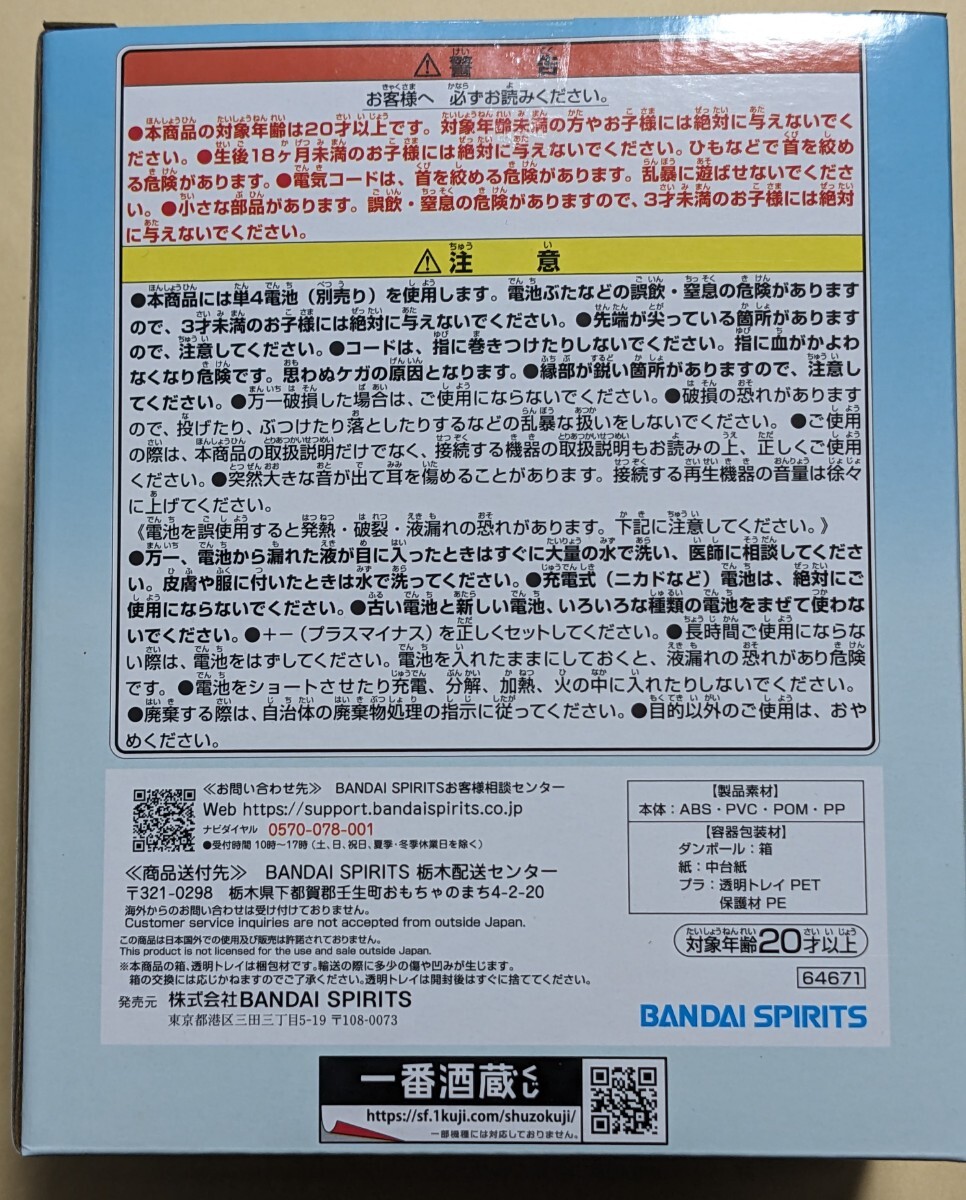 ⚠警告
お客様へ 必ずお読みください。
●本商品の対象年齢は20才以上です。対象年齢未満の方やお子様には絶対に与えないでく
ださい。●生後18ヶ月未満のお子様には絶対に与えないでください。ひもなどで首を絞め
る危険があります。●電気コードは、首を絞める危険があります。乱暴に遊ばせないでくださ
い。●小さな部品があります。誤飲・窒息の危険がありますので、3才未満のお子様には絶対
に与えないでください。
⚠注意
●本商品には単4電池（別売り）を使用します。電池ぶたなどの誤飲・窒息の危険があります
ので、3才未満のお子様には絶対に与えないでください。●先端が尖っている箇所があります
ので、注意してください。●コードは、指に巻きつけたりしないでください。指に血がかよわ
なくなり危険です。思わぬケガの原因となります。●縁部が鋭い箇所がありますので、注意し
てください。●万一破損した場合は、ご使用にならないでください。●破損の恐れがあります
ので、投げたり、ぶつけたり落としたりするなどの乱暴な扱いをしないでください。●ご使用
の際は、本商品の取扱説明だけでなく、接続する機器の取扱説明もお読みの上、正しくご使用
ください。●突然大きな音が出て耳を傷めることがあります。接続する再生機器の音量は徐々
に上げてください。
《電池を誤使用すると発熱・破裂・液漏れの恐れがあります。下記に注意してください。》
●万一、電池から漏れた液が目に入ったときはすぐに大量の水で洗い、医師に相談してくださ
い。皮膚や服に付いたときは水で洗ってください。●充電式（ニカドなど）電池は、絶対にご
使用にならないでください。●古い電池と新しい電池、いろいろな種類の電池をまぜて使わな
いでください。●＋－（プラスマイナス）を正しくセットしてください。●長時間ご使用にならな
い際は、電池をはずしてください。電池を入れたままにしておくと、液漏れの恐れがあり危険
です。●電池をショートさせたり充電、分解、加熱、火の中に入れたりしないでください。
●廃棄する際は、自治体の廃棄物処理の指示に従ってください。●目的以外のご使用は、おや
めください。
≪お問い合わせ先≫ BANDAI SPIRITSお客様相談センター
Web https://support.bandaispirits.co.jp
ナビダイヤル 0570-078-001
●受付時間 10時～17時（土、日、祝日、夏季・冬季休業日を除く）
≪商品送付先≫ BANDAI SPIRITS 栃木配送センター
〒321-0298 栃木県下都賀郡壬生町おもちゃのまち4-2-20
海外からのお問い合わせは受け付けておりません。
Customer service inquiries are not accepted from outside Japan.
この商品は日本国外での使用及び販売は許諾されておりません。
This product is not licensed for the use and sale outside Japan.
※本商品の箱、透明トレイは梱包材です。輸送の際に多少の傷や凹みが生じます。
箱の交換には応じかねますのでご了承ください。透明トレイは開封後はすぐに捨ててください。
発売元 株式会社BANDAI SPIRITS
東京都港区三田三丁目5-19 〒108-0073
【製品素材】
本体：ABS・PVC・POM・PP
【容器包装材】
ダンボール：箱
紙：中台紙
プラ：透明トレイ PET
保護材 PE
対象年齢20才以上
64671
BANDAI SPIRITS
一番酒蔵くじ
https://sf.1kuji.com/shuzokuji/
一部機種には対応しておりません。